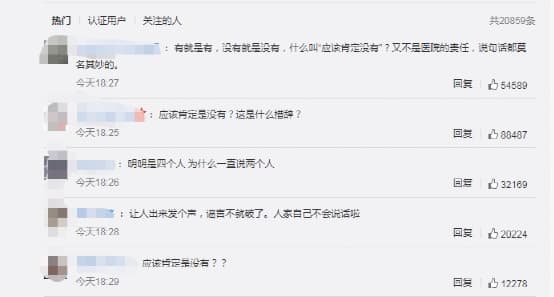 热门 | 认证用户 | 关注的人 共20859条
：有就是有，没有就是没有，什么叫“应该肯定没有”？又不是医院的责任，说句话都莫
名其妙的。
今天18:27 回复 54589
：应该肯定是没有？这是什么措辞？
今天18:25 回复 88487
：明明是四个人 为什么一直说两个人
今天18:26 回复 32169
：让人出来发个声，谣言不就破了。人家自己不会说话啦
今天18:28 回复 20224
应该肯定是没有？？
今天18:29 回复 12278